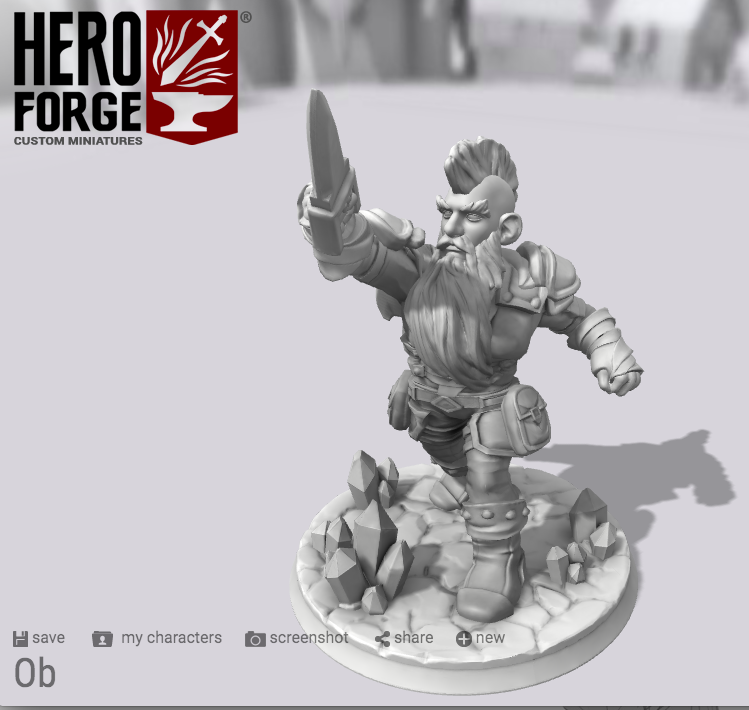 HERO
FORGE®
CUSTOM MINIATURES
save my characters screenshot share new
Ob